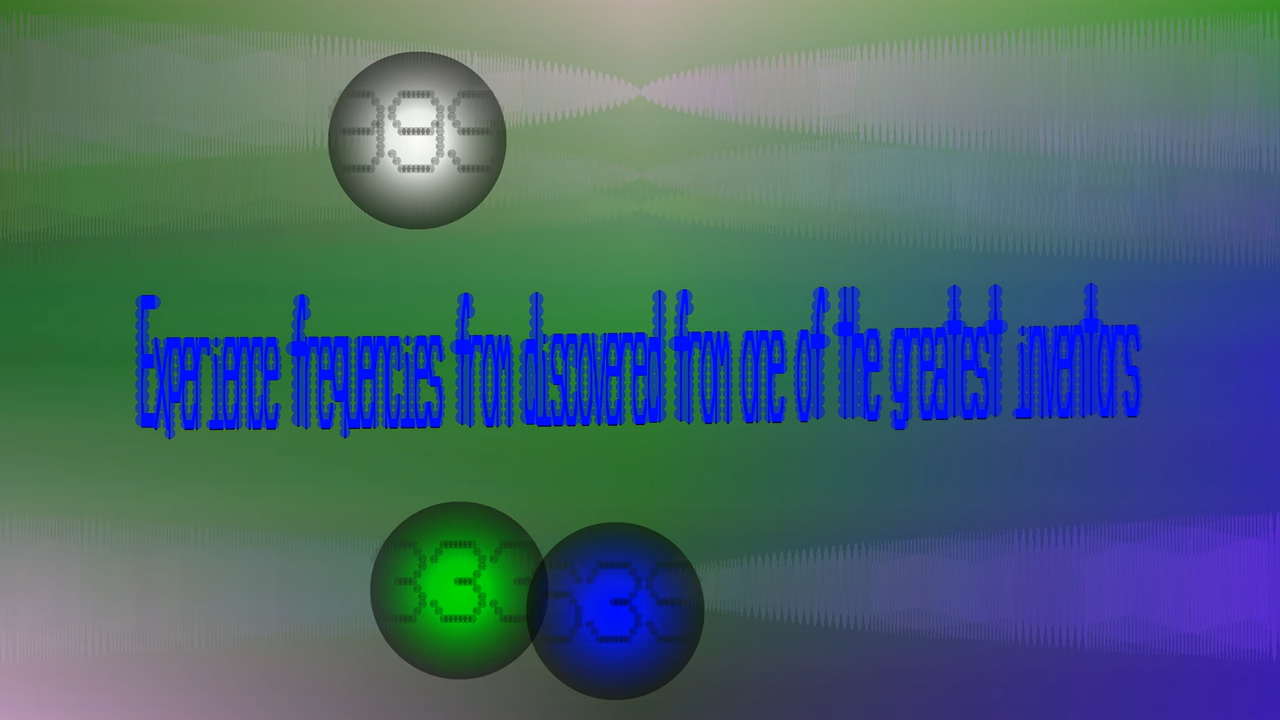 Experience frequencies from discovered from one of the greatest inventors